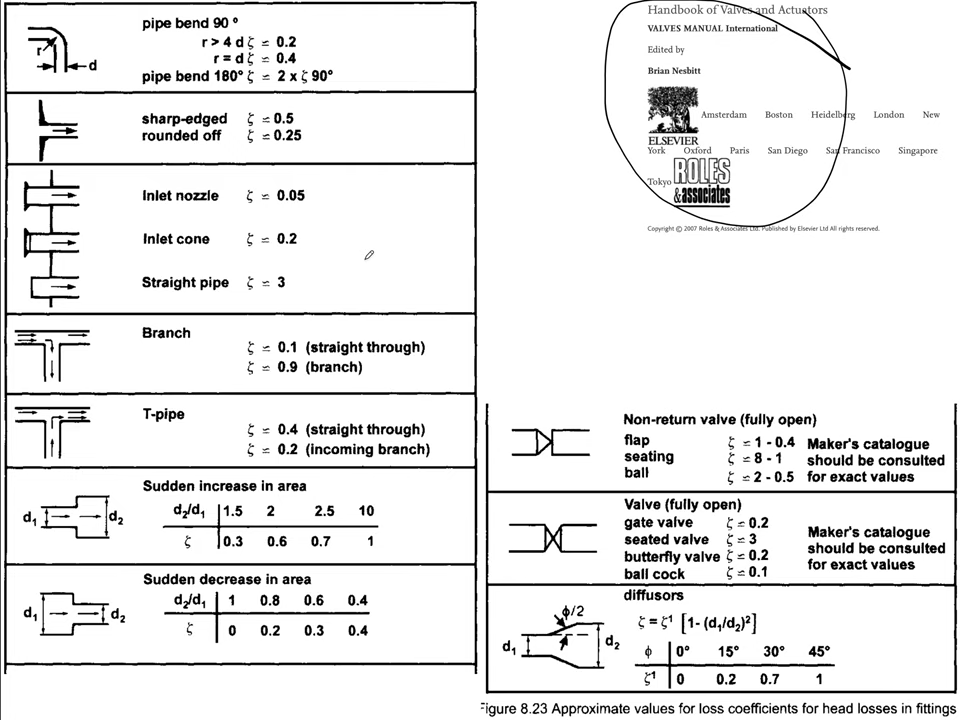 pipe bend 90 °
r > 4 d ζ ≃ 0.2
r = d ζ ≃ 0.4
pipe bend 180° ζ ≃ 2 x ζ 90°
r
d
sharp-edged ζ ≃ 0.5
rounded off ζ ≃ 0.25
Inlet nozzle ζ ≃ 0.05
Inlet cone ζ ≃ 0.2
Straight pipe ζ ≃ 3
Branch
ζ ≃ 0.1 (straight through)
ζ ≃ 0.9 (branch)
T-pipe
ζ ≃ 0.4 (straight through)
ζ ≃ 0.2 (incoming branch)
Sudden increase in area
d1 d2
d2/d1 1.5 2 2.5 10
ζ 0.3 0.6 0.7 1
Sudden decrease in area
d1 d2
d2/d1 1 0.8 0.6 0.4
ζ 0 0.2 0.3 0.4
Handbook of Valves and Actuators
VALVES MANUAL International
Edited by
Brian Nesbitt
ELSEVIER
Amsterdam Boston Heidelberg London New
York Oxford Paris San Diego San Francisco Singapore
Tokyo
ROLES
& associates
Copyright © 2007 Roles & Associates Ltd. Published by Elsevier Ltd All rights reserved.
Non-return valve (fully open)
flap ζ ≃ 1 - 0.4 Maker's catalogue
seating ζ ≃ 8 - 1 should be consulted
ball ζ ≃ 2 - 0.5 for exact values
Valve (fully open)
gate valve ζ ≃ 0.2
seated valve ζ ≃ 3 Maker's catalogue
butterfly valve ζ ≃ 0.2 should be consulted
ball cock ζ ≃ 0.1 for exact values
diffusors
ϕ/2
d1 d2
ζ = ζ¹ [1- (d1/d2)²]
ϕ 0° 15° 30° 45°
ζ¹ 0 0.2 0.7 1
Figure 8.23 Approximate values for loss coefficients for head losses in fittings